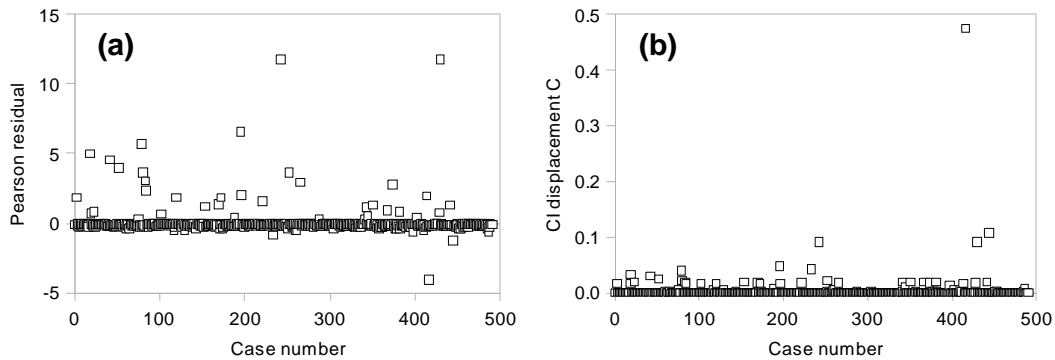 (a)
Pearson residual
15
10
5
0
-5
0 100 200 300 400 500
Case number
(b)
CI displacement C
0.5
0.4
0.3
0.2
0.1
0.0
0 100 200 300 400 500
Case number